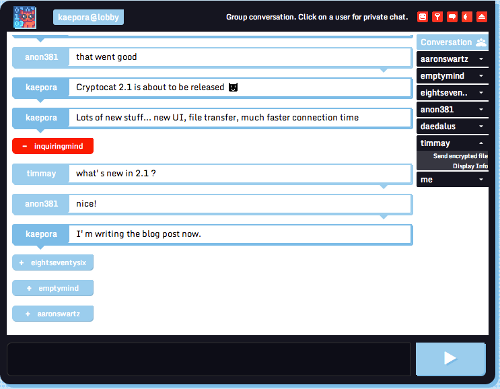 kaepora@lobby
Group conversation. Click on a user for private chat.
anon381 that went good
kaepora Cryptocat 2.1 is about to be released
kaepora Lots of new stuff... new UI, file transfer, much faster connection time
- inquiringmind
timmay what's new in 2.1 ?
anon381 nice!
kaepora I'm writing the blog post now.
+ eightseventysix
+ emptymind
+ aaronswartz
Conversation
aaronswartz
emptymind
eightseven..
anon381
daedalus
timmay
Send encrypted file
Display Info
me